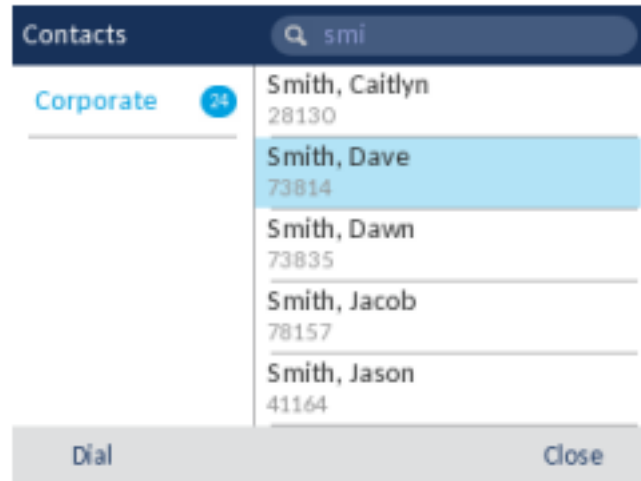 Contacts
smi
Corporate 24
Smith, Caitlyn
28130
Smith, Dave
73814
Smith, Dawn
73835
Smith, Jacob
78157
Smith, Jason
41164
Dial
Close